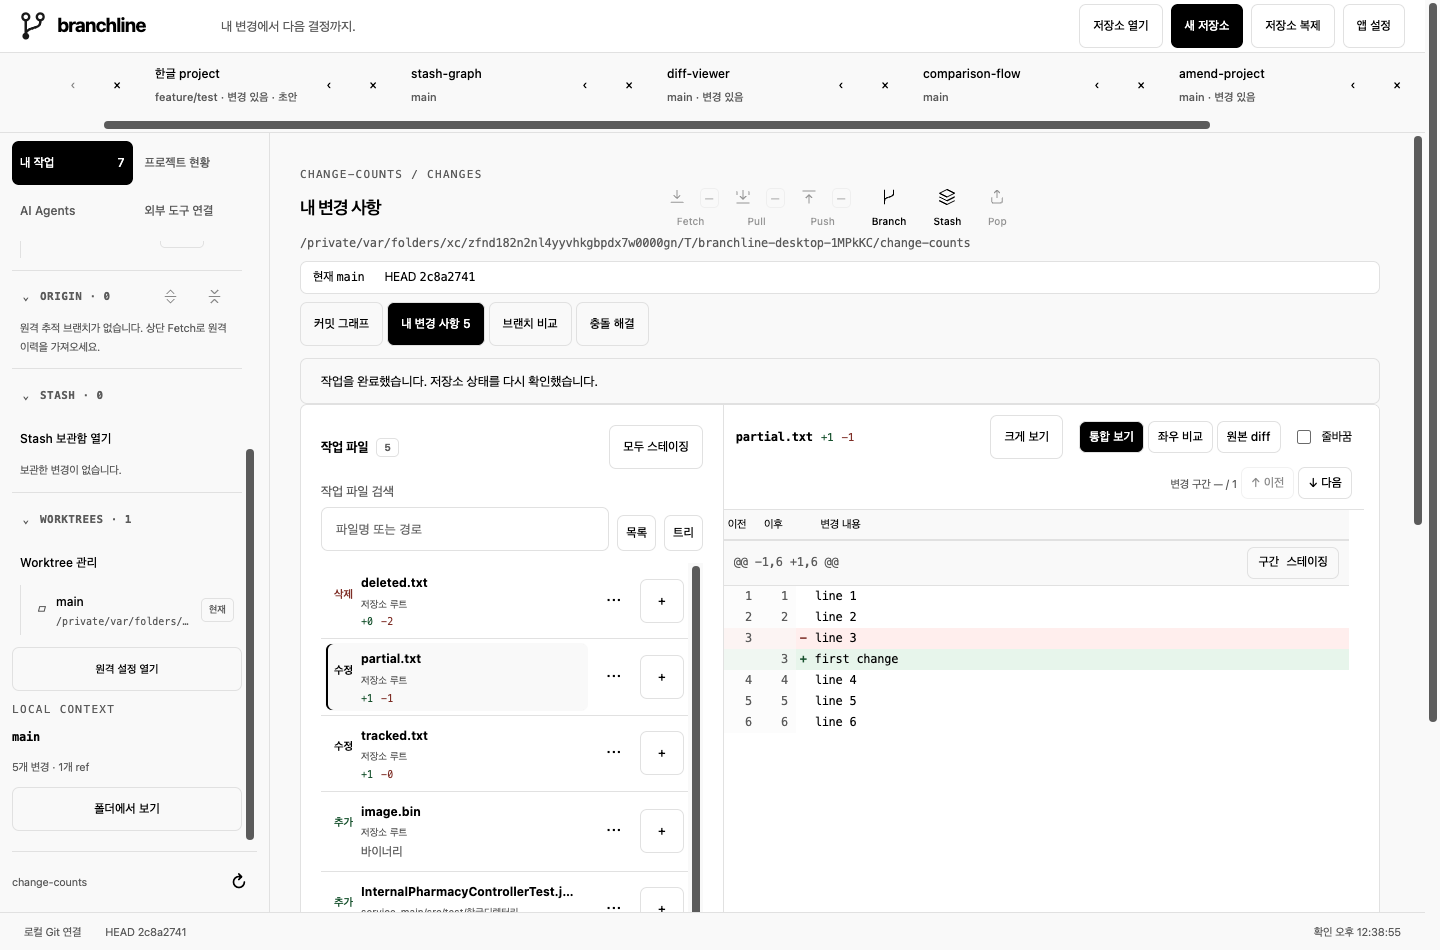 branchline
내 변경에서 다음 결정까지.
저장소 열기
새 저장소
저장소 복제
앱 설정
한글 project
feature/test · 변경 있음 · 초안
stash-graph
main
diff-viewer
main · 변경 있음
comparison-flow
main
amend-project
main · 변경 있음
내 작업 7
프로젝트 현황
AI Agents
외부 도구 연결
ORIGIN · 0
원격 추적 브랜치가 없습니다. 상단 Fetch로 원격
이력을 가져오세요.
STASH · 0
Stash 보관함 열기
보관한 변경이 없습니다.
WORKTREES · 1
Worktree 관리
main
/private/var/folders/…
현재
원격 설정 열기
LOCAL CONTEXT
main
5개 변경 · 1개 ref
폴더에서 보기
change-counts
CHANGE-COUNTS / CHANGES
내 변경 사항
Fetch
Pull
Push
Branch
Stash
Pop
/private/var/folders/xc/zfnd182n2nl4yyvhkgbpdx7w0000gn/T/branchline-desktop-1MPkKC/change-counts
현재 main HEAD 2c8a2741
커밋 그래프
내 변경 사항 5
브랜치 비교
충돌 해결
작업을 완료했습니다. 저장소 상태를 다시 확인했습니다.
작업 파일 5
모두 스테이징
작업 파일 검색
파일명 또는 경로
목록
트리
삭제 deleted.txt
저장소 루트
+0 −2
··· +
수정 partial.txt
저장소 루트
+1 −1
··· +
수정 tracked.txt
저장소 루트
+1 −0
··· +
추가 image.bin
저장소 루트
바이너리
··· +
추가 InternalPharmacyControllerTest.j...
service-main/src/test/한글디렉터리
··· +
partial.txt +1 −1
크게 보기
통합 보기
좌우 비교
원본 diff
줄바꿈
변경 구간 — / 1
↑ 이전
↓ 다음
이전 이후 변경 내용
@@ −1,6 +1,6 @@
구간 스테이징
1 1 line 1
2 2 line 2
3 − line 3
3 + first change
4 4 line 4
5 5 line 5
6 6 line 6
로컬 Git 연결
HEAD 2c8a2741
확인 오후 12:38:55